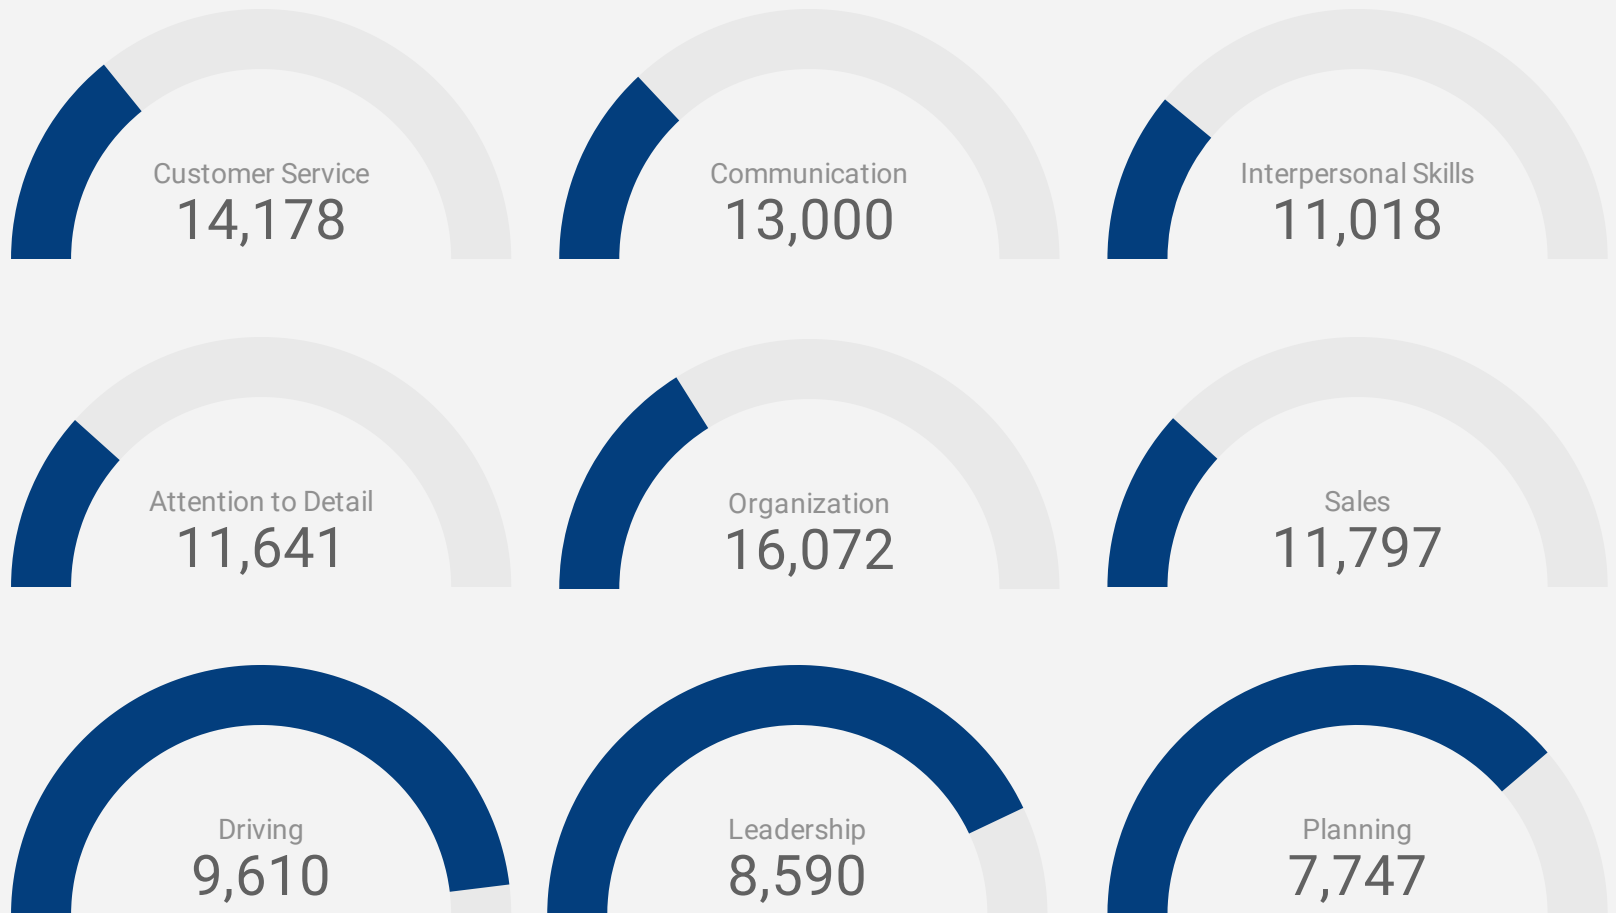 Customer Service
14,178
Communication
13,000
Interpersonal Skills
11,018
Attention to Detail
11,641
Organization
16,072
Sales
11,797
Driving
9,610
Leadership
8,590
Planning
7,747